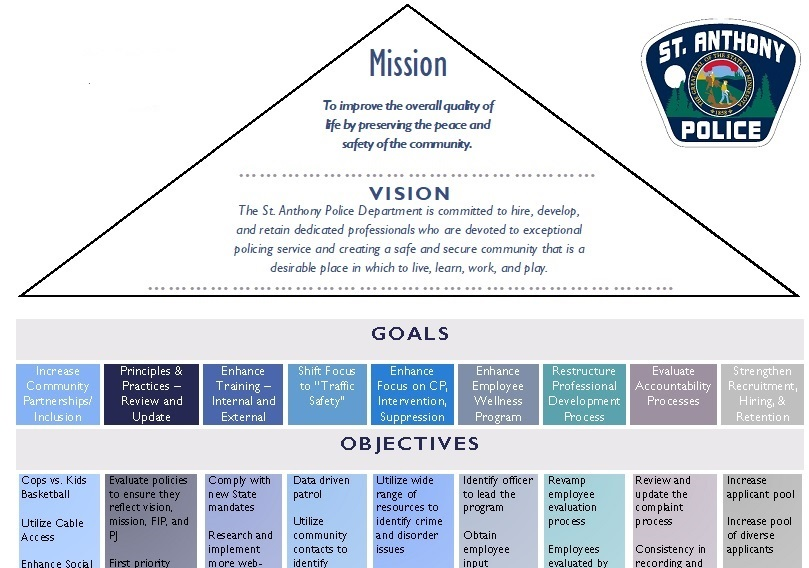 Mission
To improve the overall quality of
life by preserving the peace and
safety of the community.
VISION
The St. Anthony Police Department is committed to hire, develop,
and retain dedicated professionals who are devoted to exceptional
policing service and creating a safe and secure community that is a
desirable place in which to live, learn, work, and play.
ST. ANTHONY
POLICE
GOALS
Increase
Community
Partnerships/
Inclusion
Principles &
Practices –
Review and
Update
Enhance
Training –
Internal and
External
Shift Focus
to "Traffic
Safety"
Enhance
Focus on CP,
Intervention,
Suppression
Enhance
Employee
Wellness
Program
Restructure
Professional
Development
Process
Evaluate
Accountability
Processes
Strengthen
Recruitment,
Hiring, &
Retention
OBJECTIVES
Cops vs. Kids
Basketball
Utilize Cable
Access
Enhance Social
Evaluate policies
to ensure they
reflect vision,
mission, FIP, and
PJ
First priority
Comply with
new State
mandates
Research and
implement
more web-
Data driven
patrol
Utilize
community
contacts to
identify
Utilize wide
range of
resources to
identify crime
and disorder
issues
Identify officer
to lead the
program
Obtain
employee
input
Revamp
employee
evaluation
process
Employees
evaluated by
Review and
update the
complaint
process
Consistency in
recording and
Increase
applicant pool
Increase pool
of diverse
applicants